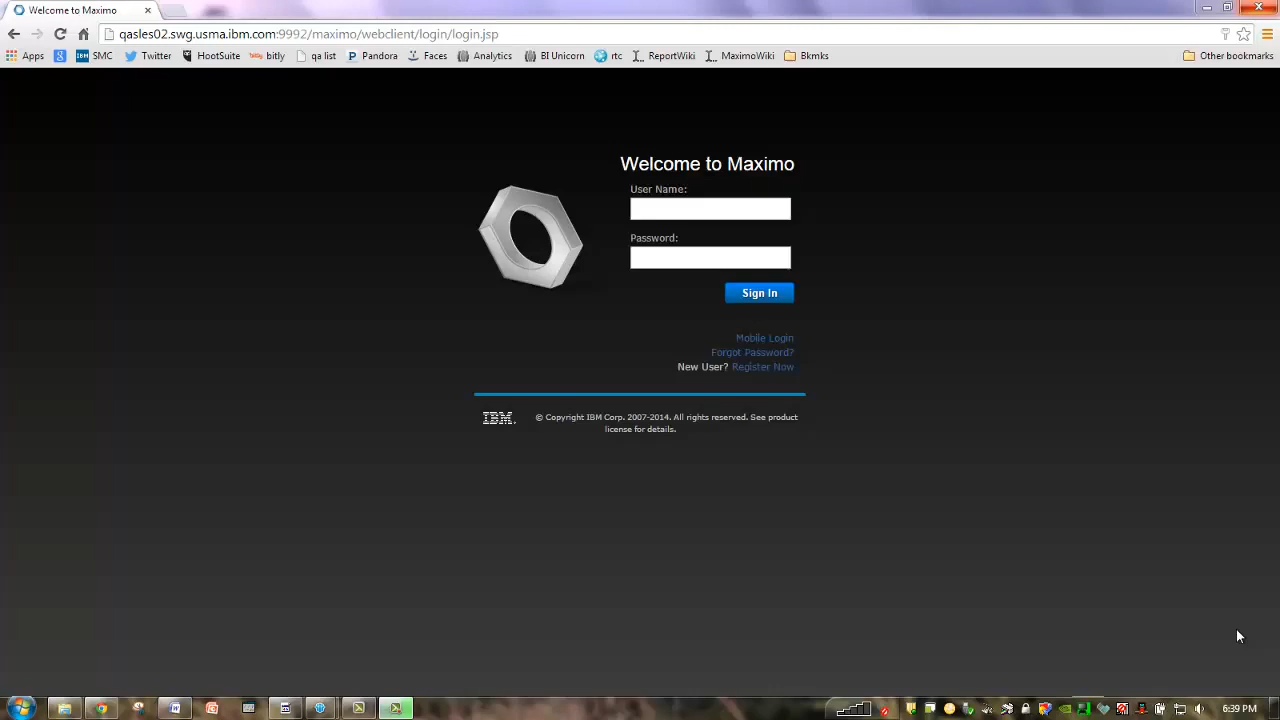 Welcome to Maximo
qasles02.swg.usma.ibm.com:9992/maximo/webclient/login/login.jsp
Apps SMC Twitter HootSuite bitly qa list Pandora Faces Analytics BI Unicorn rtc ReportWiki MaximoWiki Bkmks Other bookmarks
Welcome to Maximo
User Name:
Password:
Sign In
Mobile Login
Forgot Password?
New User? Register Now
IBM. © Copyright IBM Corp. 2007-2014. All rights reserved. See product
license for details.
6:39 PM